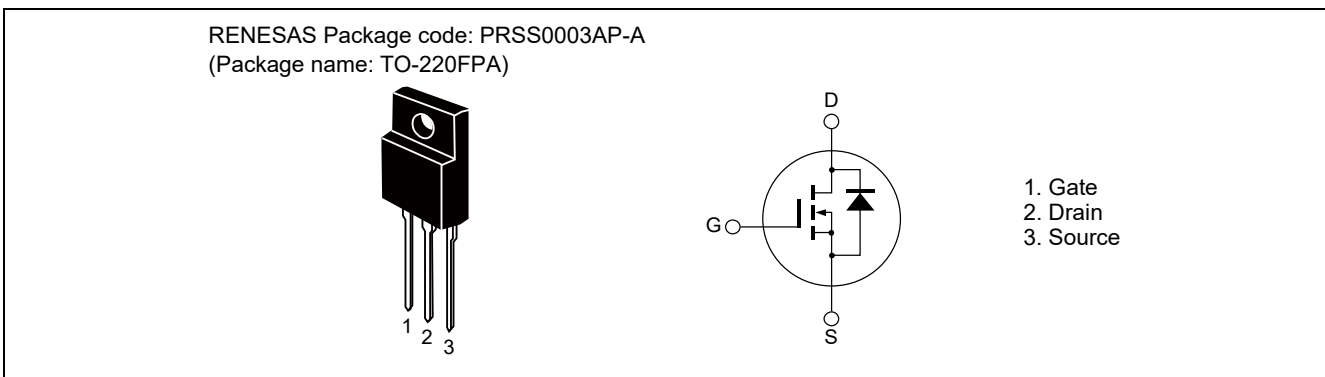 RENESAS Package code: PRSS0003AP-A
(Package name: TO-220FPA)
1
2
3
D
G
S
1. Gate
2. Drain
3. Source